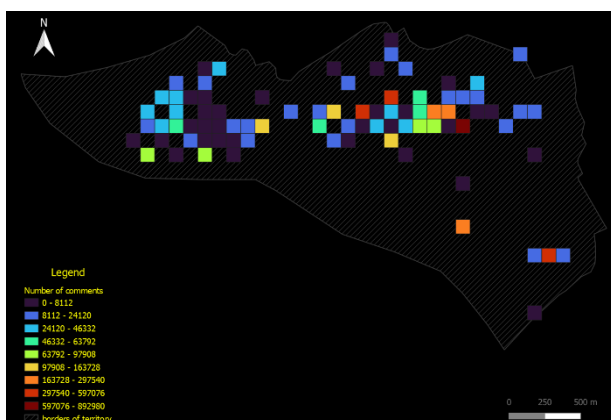 N
Legend
Number of comments
0 - 8112
8112 - 24120
24120 - 46332
46332 - 63792
63792 - 97908
97908 - 163728
163728 - 297540
297540 - 597076
597076 - 892980
borders of territory
0 250 500 m